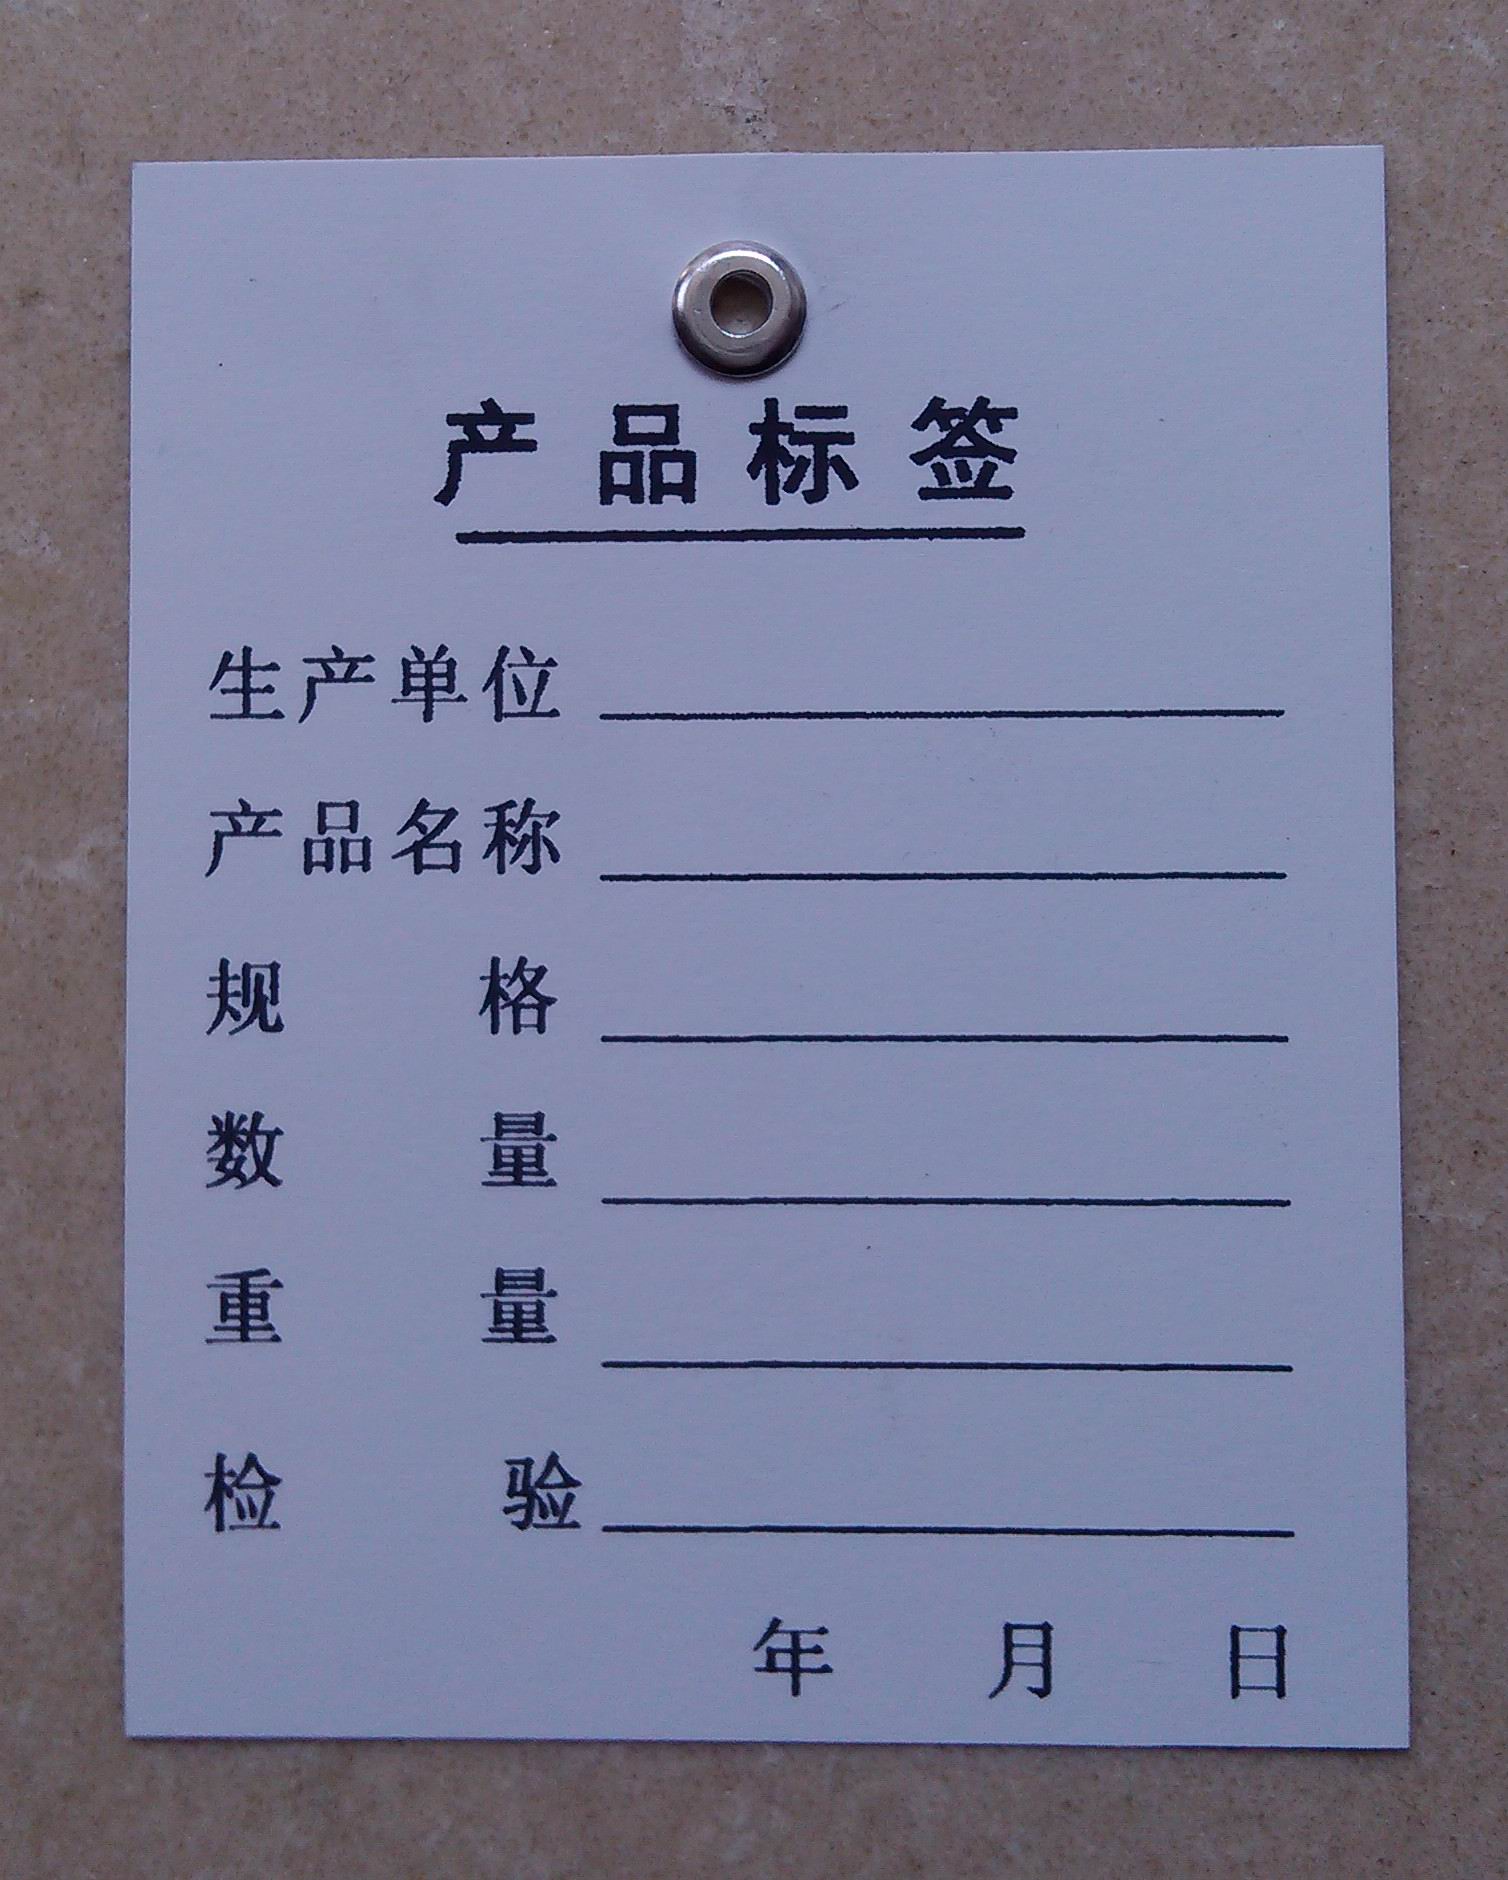 产品标签
生产单位
产品名称
规格
数量
重量
检验
年 月 日